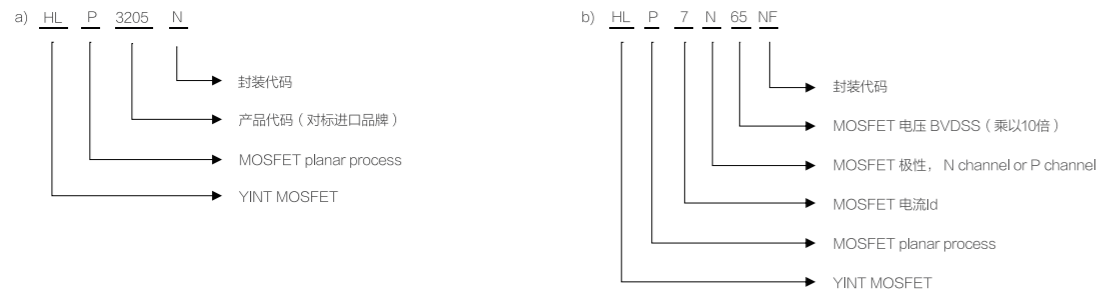 a) HL P 3205 N
封装代码
产品代码（对标进口品牌）
MOSFET planar process
YINT MOSFET
b) HL P 7 N 65 NF
封装代码
MOSFET 电压 BVDSS（乘以10倍）
MOSFET 极性， N channel or P channel
MOSFET 电流Id
MOSFET planar process
YINT MOSFET